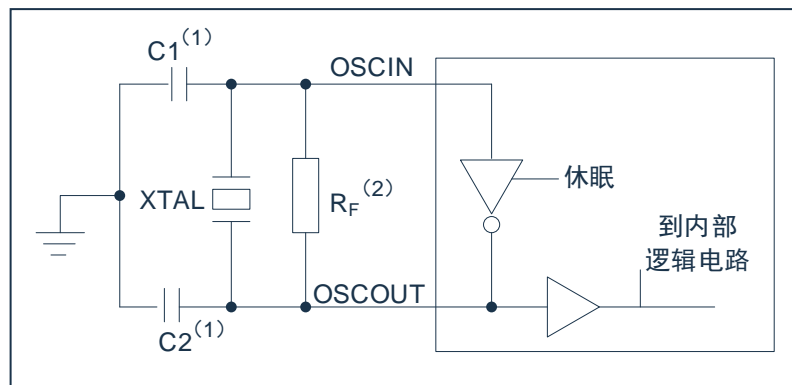 C1(1)
OSCIN
休眠
XTAL
RF(2)
到内部
逻辑电路
OSCOUT
C2(1)